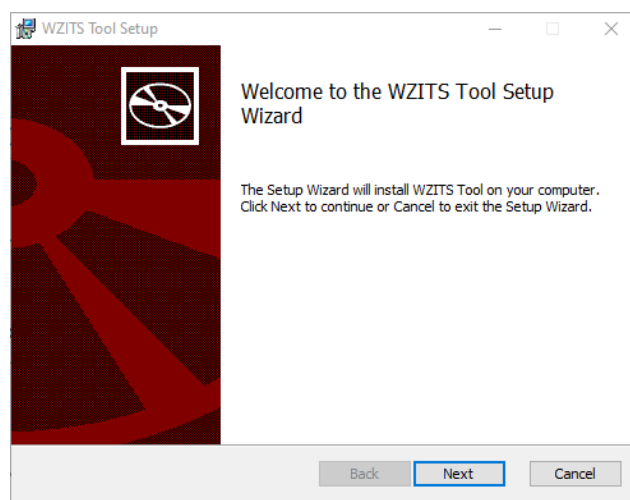 WZITS Tool Setup
Welcome to the WZITS Tool Setup
Wizard
The Setup Wizard will install WZITS Tool on your computer.
Click Next to continue or Cancel to exit the Setup Wizard.
Back
Next
Cancel